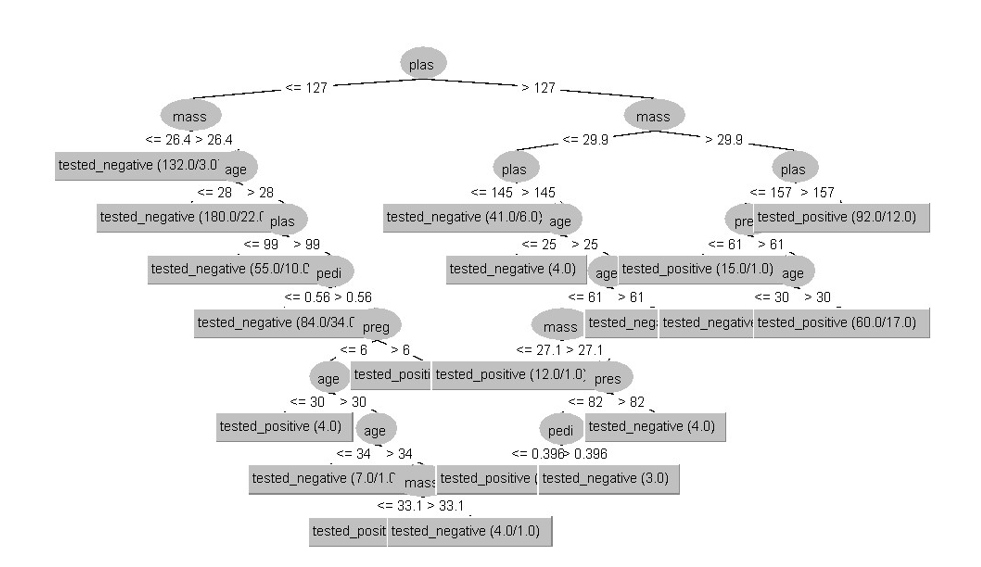 plas
<= 127 > 127
mass mass
<= 26.4 > 26.4 <= 29.9 > 29.9
tested_negative (132.0/3.0 age plas plas
<= 28 > 28 <= 145 > 145 <= 157 > 157
tested_negative (180.0/22.0 plas tested_negative (41.0/6.0) age pre tested_positive (92.0/12.0)
<= 99 > 99 <= 25 > 25 <= 61 > 61
tested_negative (55.0/10.0 pedi tested_negative (4.0) age tested_positive (15.0/1.0) age
<= 0.56 > 0.56 <= 61 > 61 <= 30 > 30
tested_negative (84.0/34.0 preg mass tested_neg tested_negative tested_positive (60.0/17.0)
<= 6 > 6 <= 27.1 > 27.1
age tested_positi tested_positive (12.0/1.0) pres
<= 30 > 30 <= 82 > 82
tested_positive (4.0) age pedi tested_negative (4.0)
<= 34 > 34 <= 0.396 > 0.396
tested_negative (7.0/1.0 mass tested_positive ( tested_negative (3.0)
<= 33.1 > 33.1
tested_posit tested_negative (4.0/1.0)